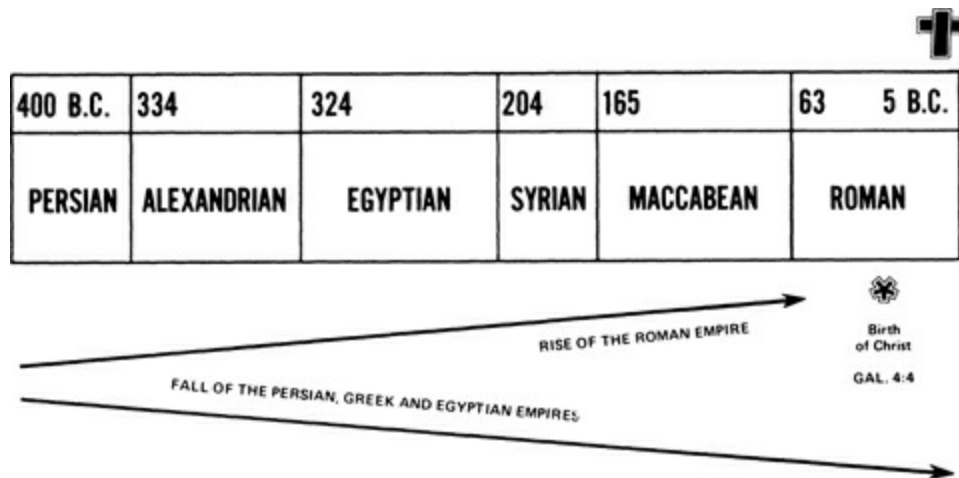 400 B.C. 334 324 204 165 63 5 B.C.
PERSIAN ALEXANDRIAN EGYPTIAN SYRIAN MACCABEAN ROMAN
RISE OF THE ROMAN EMPIRE
Birth
of Christ
GAL. 4:4
FALL OF THE PERSIAN, GREEK AND EGYPTIAN EMPIRES